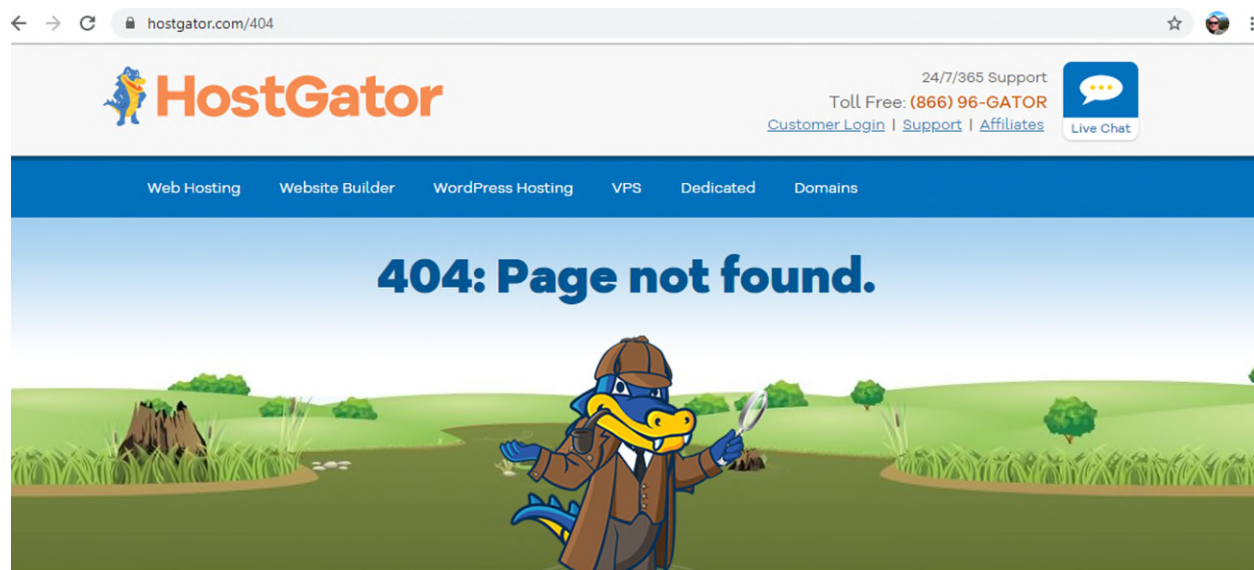 hostgator.com/404
HostGator
24/7/365 Support
Toll Free: (866) 96-GATOR
Customer Login | Support | Affiliates
Live Chat
Web Hosting Website Builder WordPress Hosting VPS Dedicated Domains
404: Page not found.